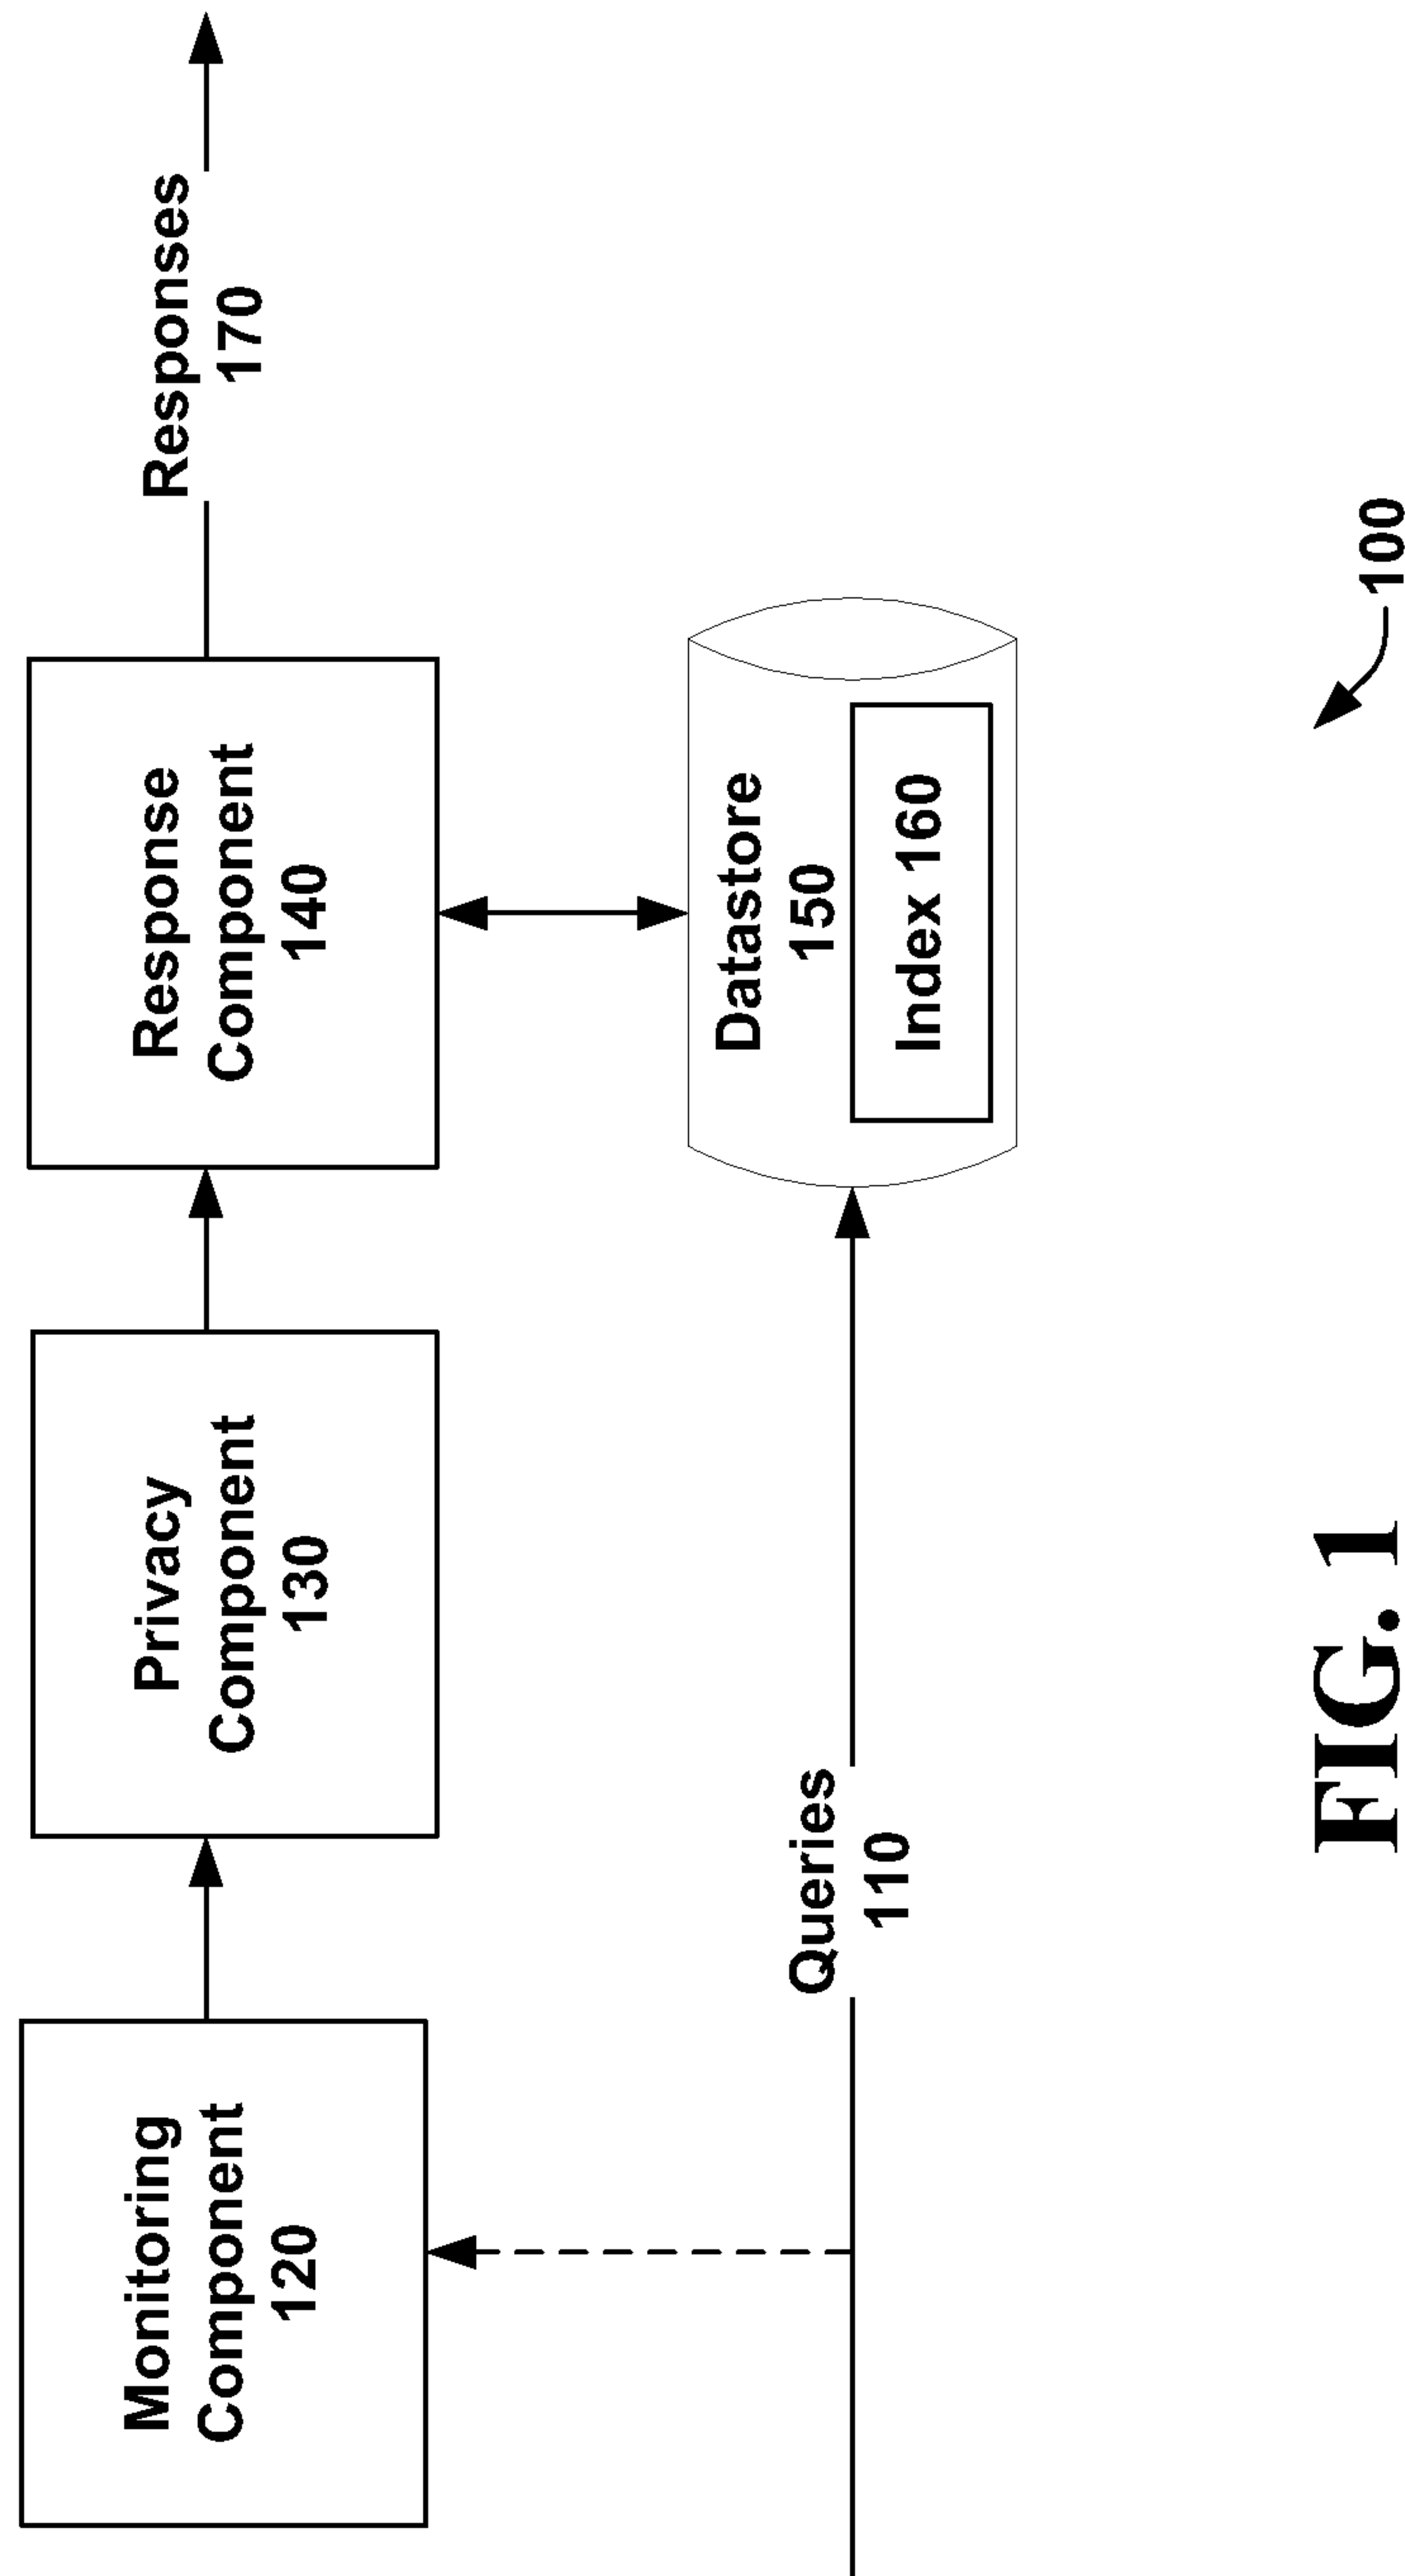 Monitoring
Component
120
Privacy
Component
130
Response
Component
140
Responses
170
Queries
110
Datastore
150
Index 160
100
FIG. 1